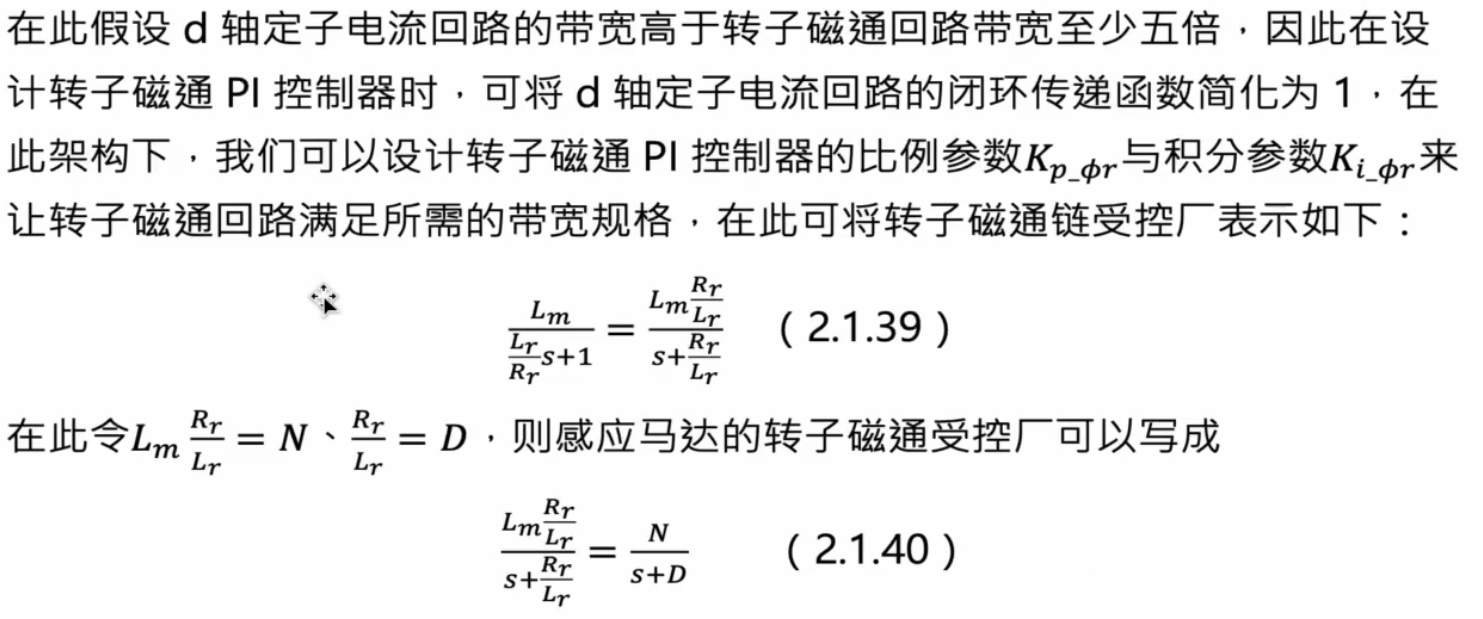 在此假设 d 轴定子电流回路的带宽高于转子磁通回路带宽至少五倍，因此在设
计转子磁通 PI 控制器时，可将 d 轴定子电流回路的闭环传递函数简化为 1，在
此架构下，我们可以设计转子磁通 PI 控制器的比例参数$K_{p\_\phi r}$与积分参数$K_{i\_\phi r}$来
让转子磁通回路满足所需的带宽规格，在此可将转子磁通链受控厂表示如下：
$\frac{L_m}{\frac{L_r}{R_r}s+1} = \frac{L_m\frac{R_r}{L_r}}{s+\frac{R_r}{L_r}}$ （2.1.39）
在此令$L_m\frac{R_r}{L_r} = N$、$\frac{R_r}{L_r} = D$，则感应马达的转子磁通受控厂可以写成
$\frac{L_m\frac{R_r}{L_r}}{s+\frac{R_r}{L_r}} = \frac{N}{s+D}$ （2.1.40）